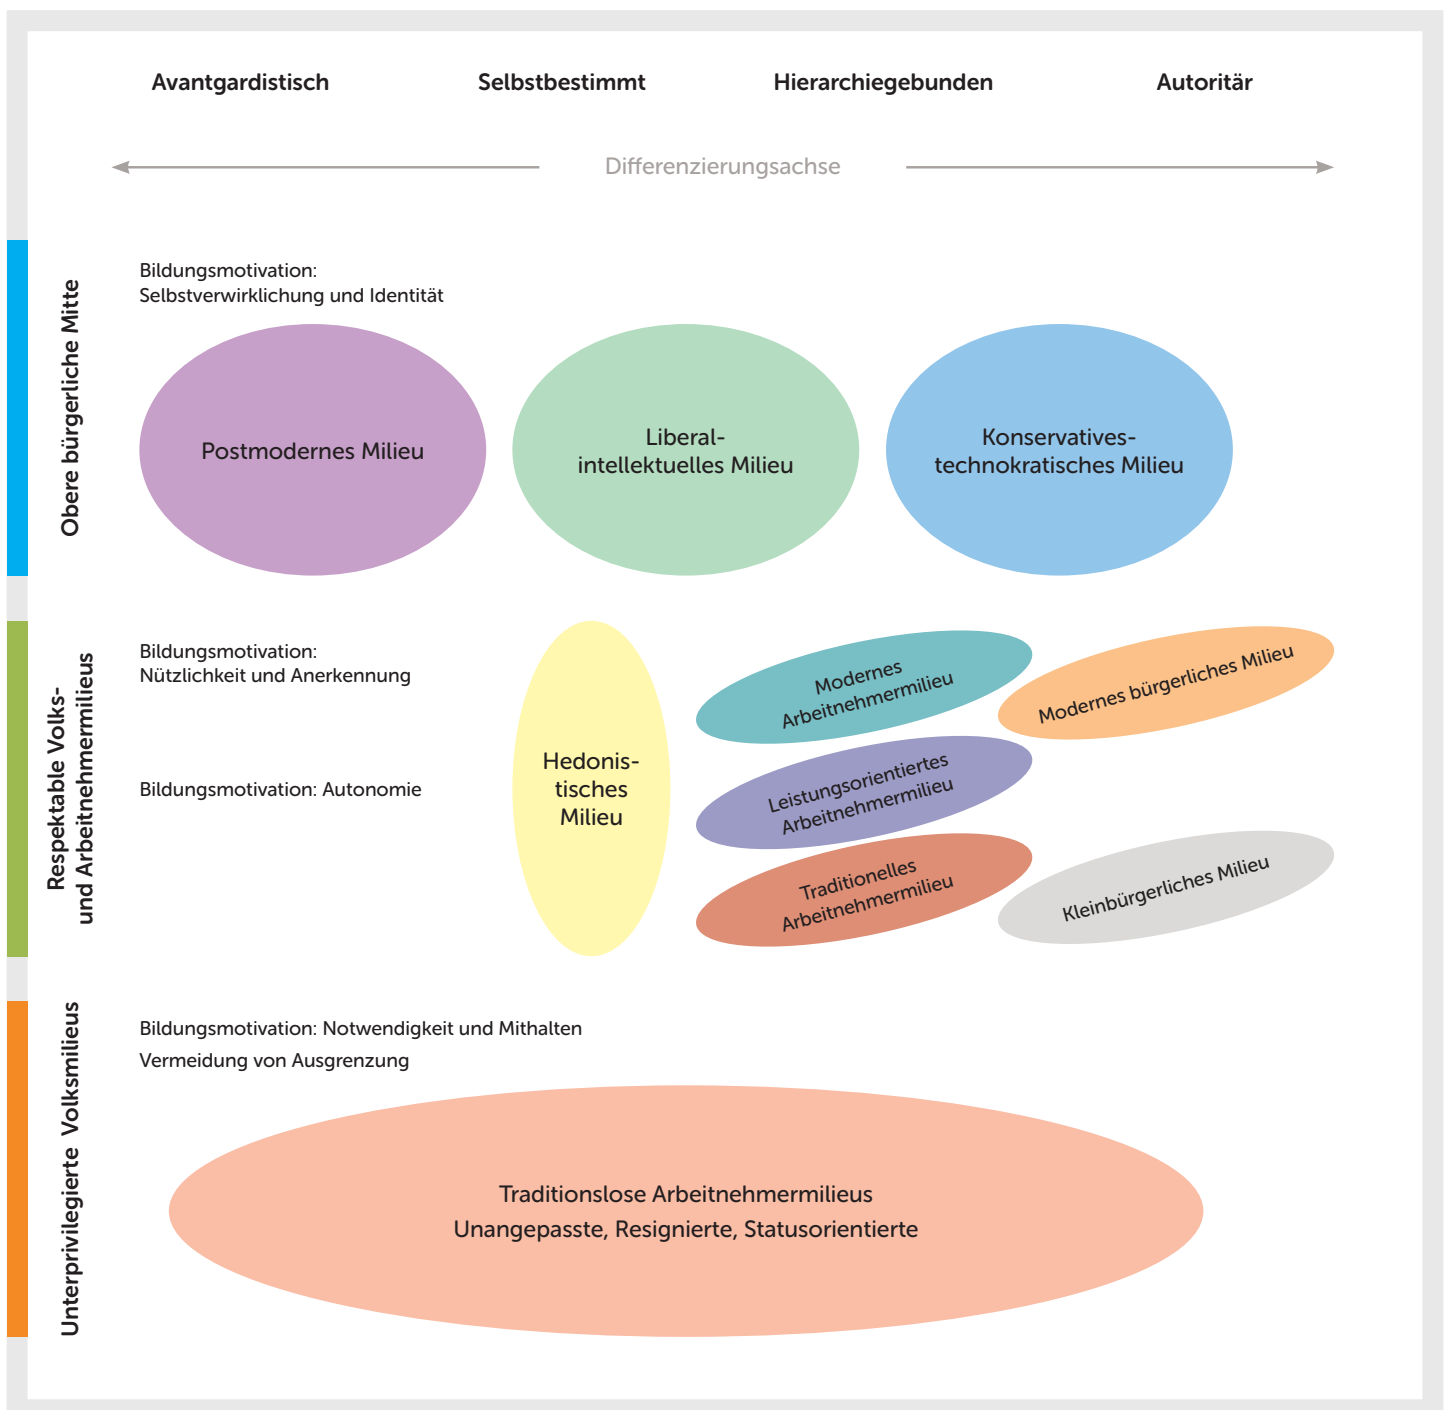 Avantgardistisch
Selbstbestimmt
Hierarchiegebunden
Autoritär
Differenzierungsachse
Obere bürgerliche Mitte
Bildungsmotivation:
Selbstverwirklichung und Identität
Postmodernes Milieu
Liberal-
intellektuelles Milieu
Konservatives-
technokratisches Milieu
Respektable Volks-
und Arbeitnehmermilieus
Bildungsmotivation:
Nützlichkeit und Anerkennung
Bildungsmotivation: Autonomie
Hedonis-
tisches
Milieu
Modernes
Arbeitnehmermilieu
Modernes bürgerliches Milieu
Leistungsorientiertes
Arbeitnehmermilieu
Traditionelles
Arbeitnehmermilieu
Kleinbürgerliches Milieu
Unterprivilegierte Volksmilieus
Bildungsmotivation: Notwendigkeit und Mithalten
Vermeidung von Ausgrenzung
Traditionslose Arbeitnehmermilieus
Unangepasste, Resignierte, Statusorientierte